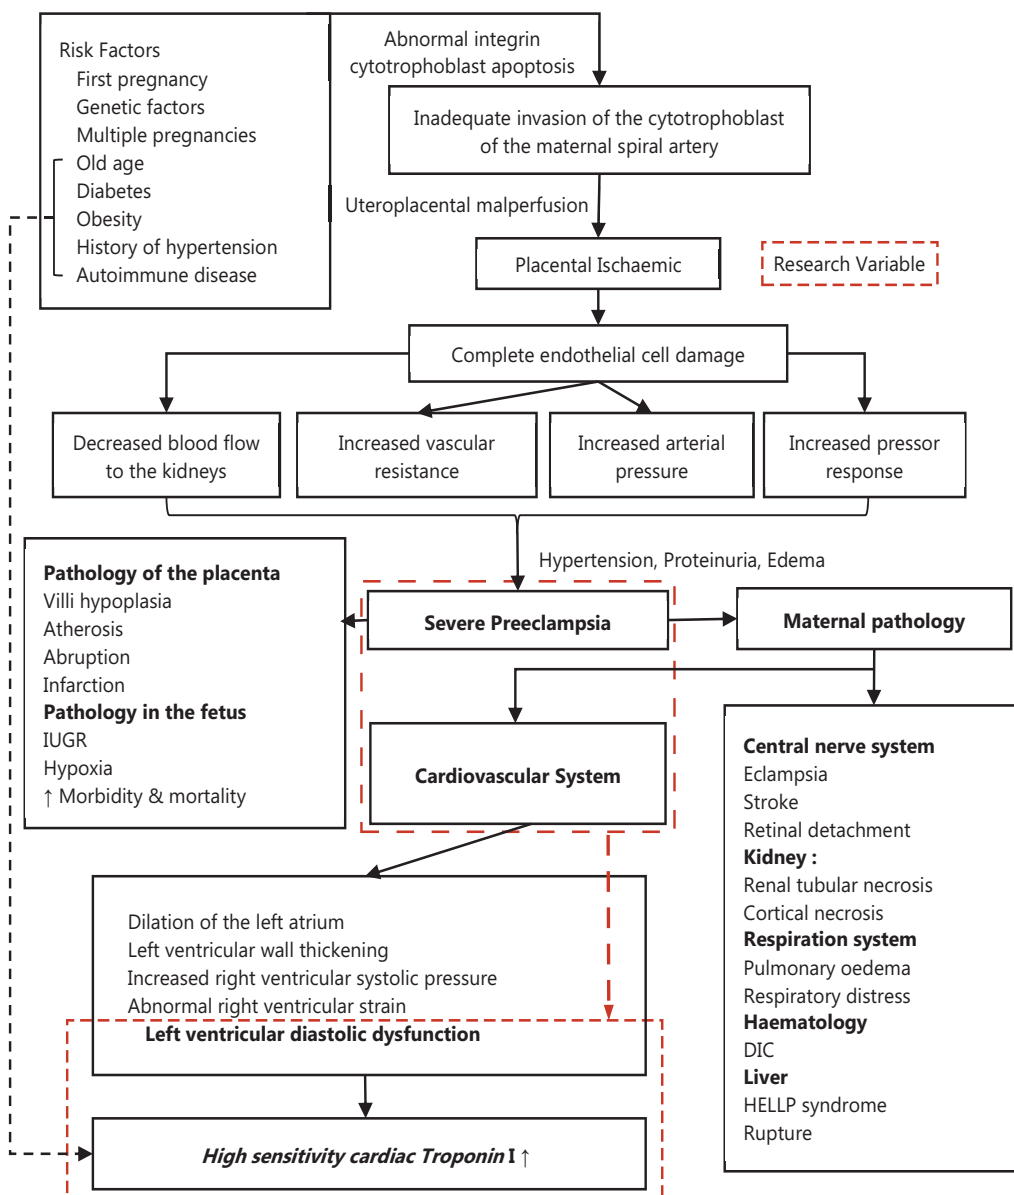 Risk Factors
First pregnancy
Genetic factors
Multiple pregnancies
Old age
Diabetes
Obesity
History of hypertension
Autoimmune disease
Abnormal integrin
cytotrophoblast apoptosis
Inadequate invasion of the cytotrophoblast
of the maternal spiral artery
Uteroplacental malperfusion
Placental Ischaemic
Research Variable
Complete endothelial cell damage
Decreased blood flow
to the kidneys
Increased vascular
resistance
Increased arterial
pressure
Increased pressor
response
Hypertension, Proteinuria, Edema
Pathology of the placenta
Villi hypoplasia
Atherosis
Abruption
Infarction
Pathology in the fetus
IUGR
Hypoxia
↑ Morbidity & mortality
Severe Preeclampsia
Maternal pathology
Cardiovascular System
Central nerve system
Eclampsia
Stroke
Retinal detachment
Kidney :
Renal tubular necrosis
Cortical necrosis
Respiration system
Pulmonary oedema
Respiratory distress
Haematology
DIC
Liver
HELLP syndrome
Rupture
Dilation of the left atrium
Left ventricular wall thickening
Increased right ventricular systolic pressure
Abnormal right ventricular strain
Left ventricular diastolic dysfunction
High sensitivity cardiac Troponin I ↑